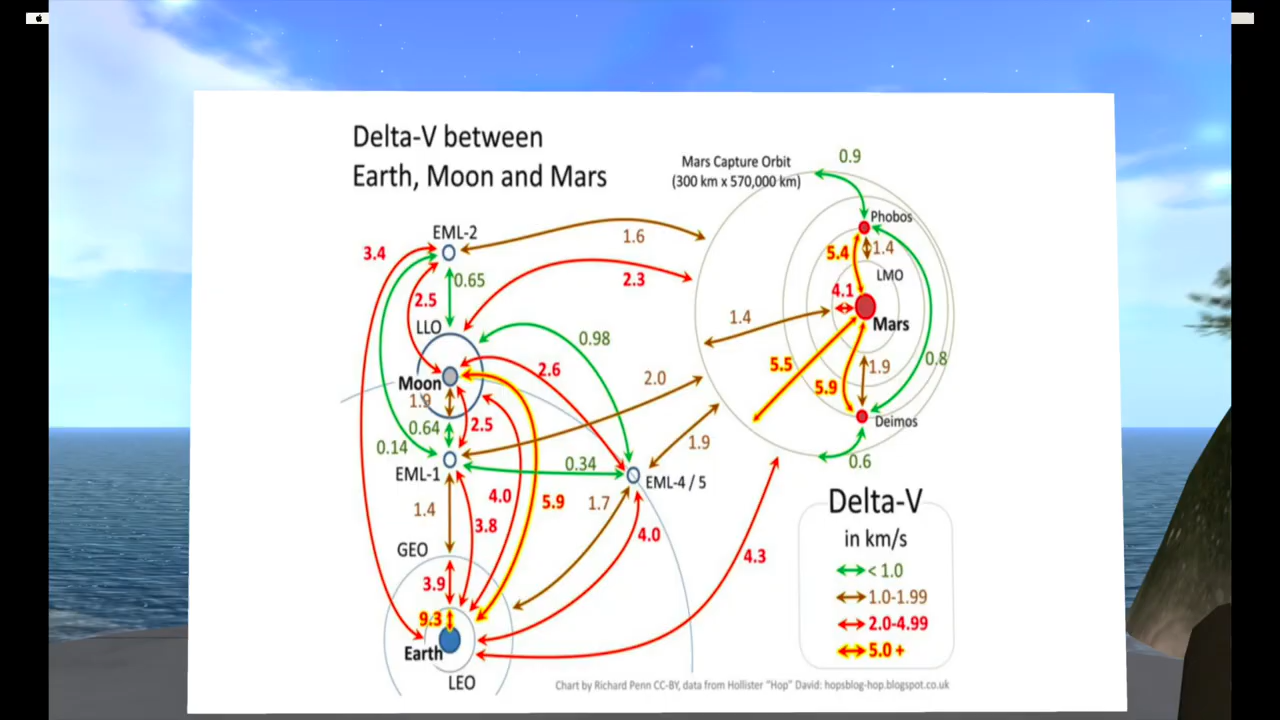 Delta-V between
Earth, Moon and Mars
Mars Capture Orbit
(300 km x 570,000 km)
0.9
Phobos
EML-2
1.6
3.4
5.4
1.4
0.65
2.3
LMO
4.1
2.5
LLO
Mars
1.4
0.98
0.8
5.5
1.9
2.6
2.0
5.9
Moon
1.9
Deimos
0.64
2.5
1.9
0.14
0.6
EML-1
0.34
EML-4 / 5
4.0
5.9
1.7
1.4
3.8
4.0
GEO
4.3
3.9
9.3
Earth
LEO
Delta-V
in km/s
< 1.0
1.0-1.99
2.0-4.99
5.0 +
Chart by Richard Penn CC-BY, data from Hollister "Hop" David: hopsblog-hop.blogspot.co.uk